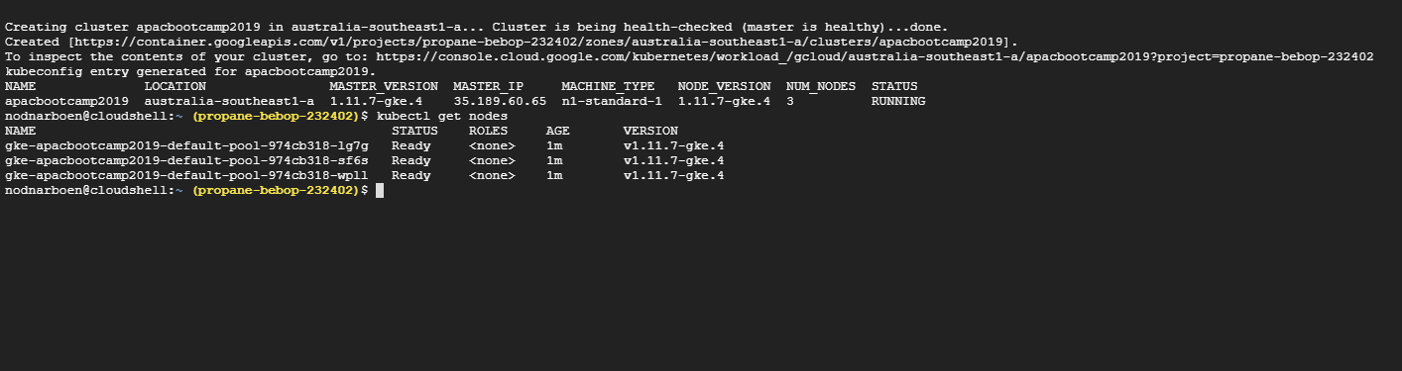 Creating cluster apacbootcamp2019 in australia-southeast1-a... Cluster is being health-checked (master is healthy)...done.
Created [https://container.googleapis.com/v1/projects/propane-bebop-232402/zones/australia-southeast1-a/clusters/apacbootcamp2019].
To inspect the contents of your cluster, go to: https://console.cloud.google.com/kubernetes/workload_/gcloud/australia-southeast1-a/apacbootcamp2019?project=propane-bebop-232402
kubeconfig entry generated for apacbootcamp2019.
NAME LOCATION MASTER_VERSION MASTER_IP MACHINE_TYPE NODE_VERSION NUM_NODES STATUS
apacbootcamp2019 australia-southeast1-a 1.11.7-gke.4 35.189.60.65 n1-standard-1 1.11.7-gke.4 3 RUNNING
nodnarboen@cloudshell:~ (propane-bebop-232402)$ kubectl get nodes
NAME STATUS ROLES AGE VERSION
gke-apacbootcamp2019-default-pool-974cb318-lg7g Ready <none> 1m v1.11.7-gke.4
gke-apacbootcamp2019-default-pool-974cb318-sf6s Ready <none> 1m v1.11.7-gke.4
gke-apacbootcamp2019-default-pool-974cb318-wpll Ready <none> 1m v1.11.7-gke.4
nodnarboen@cloudshell:~ (propane-bebop-232402)$